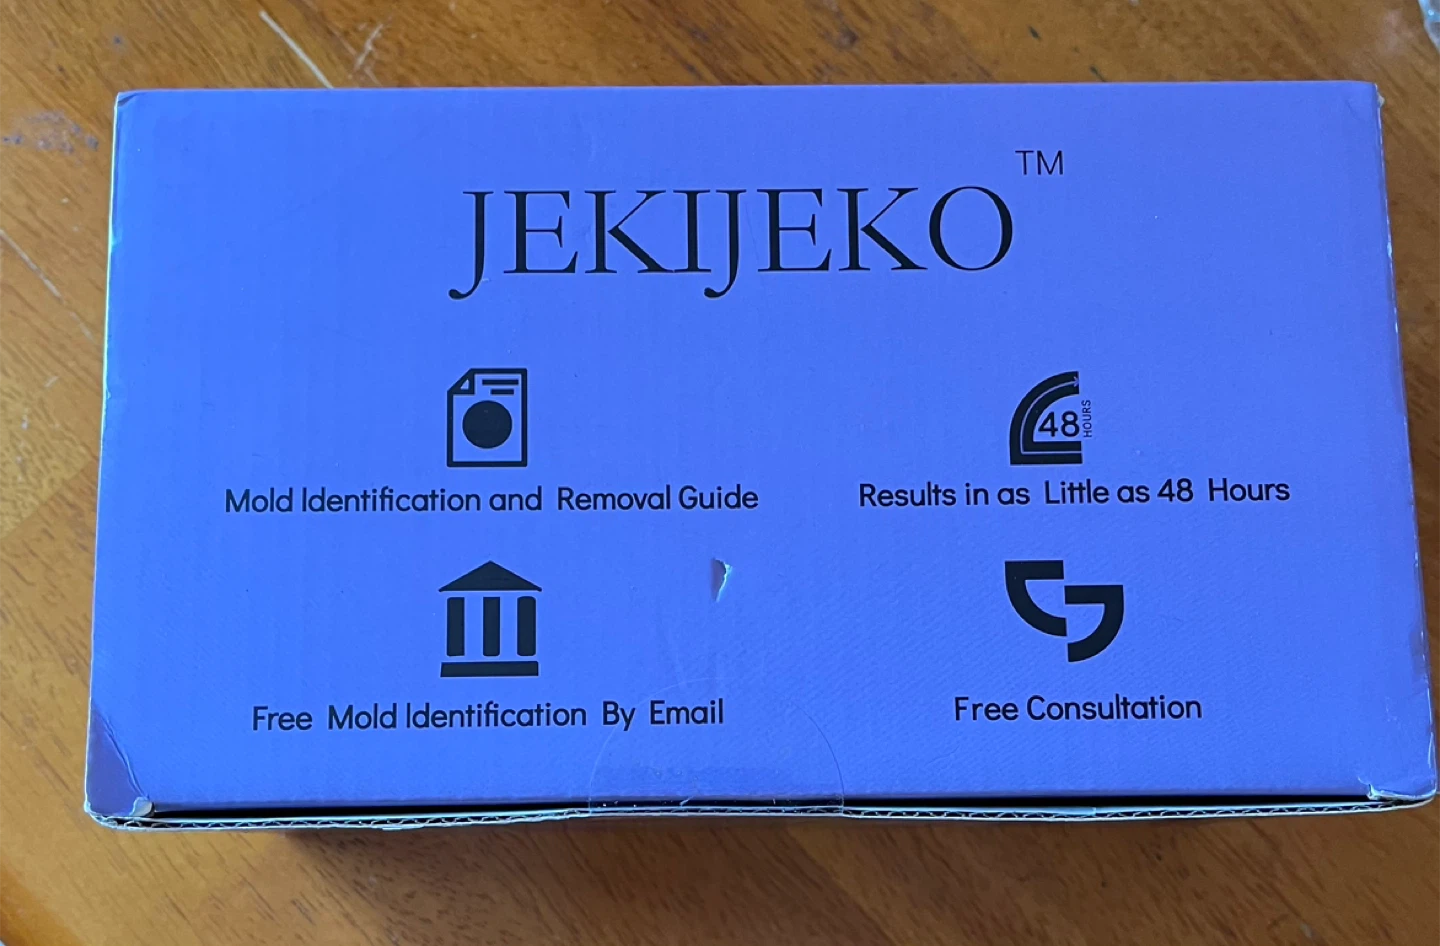 JEKIJEKO™
48 HOURS
Mold Identification and Removal Guide
Results in as Little as 48 Hours
Free Mold Identification By Email
Free Consultation